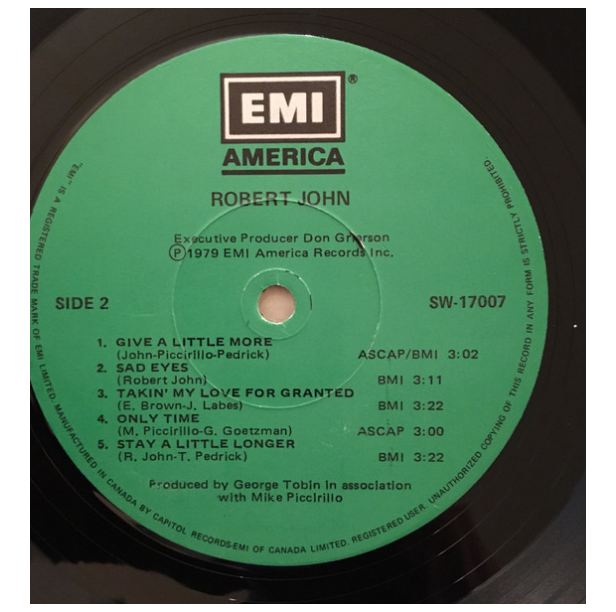 EMI®
AMERICA
ROBERT JOHN
Executive Producer Don Grierson
Ⓟ1979 EMI America Records Inc.
SIDE 2
SW-17007
1. GIVE A LITTLE MORE
(John-Piccirillo-Pedrick) ASCAP/BMI 3:02
2. SAD EYES
(Robert John) BMI 3:11
3. TAKIN' MY LOVE FOR GRANTED
(E. Brown-J. Labes) BMI 3:22
4. ONLY TIME
(M. Piccirillo-G. Goetzman) ASCAP 3:00
5. STAY A LITTLE LONGER
(R. John-T. Pedrick) BMI 3:22
Produced by George Tobin in association
with Mike Piccirillo
"EMI" IS A REGISTERED TRADE MARK OF EMI LIMITED. MANUFACTURED IN CANADA BY CAPITOL RECORDS-EMI OF CANADA LIMITED. REGISTERED USER. UNAUTHORIZED COPYING OF THIS RECORD IN ANY FORM IS STRICTLY PROHIBITED.